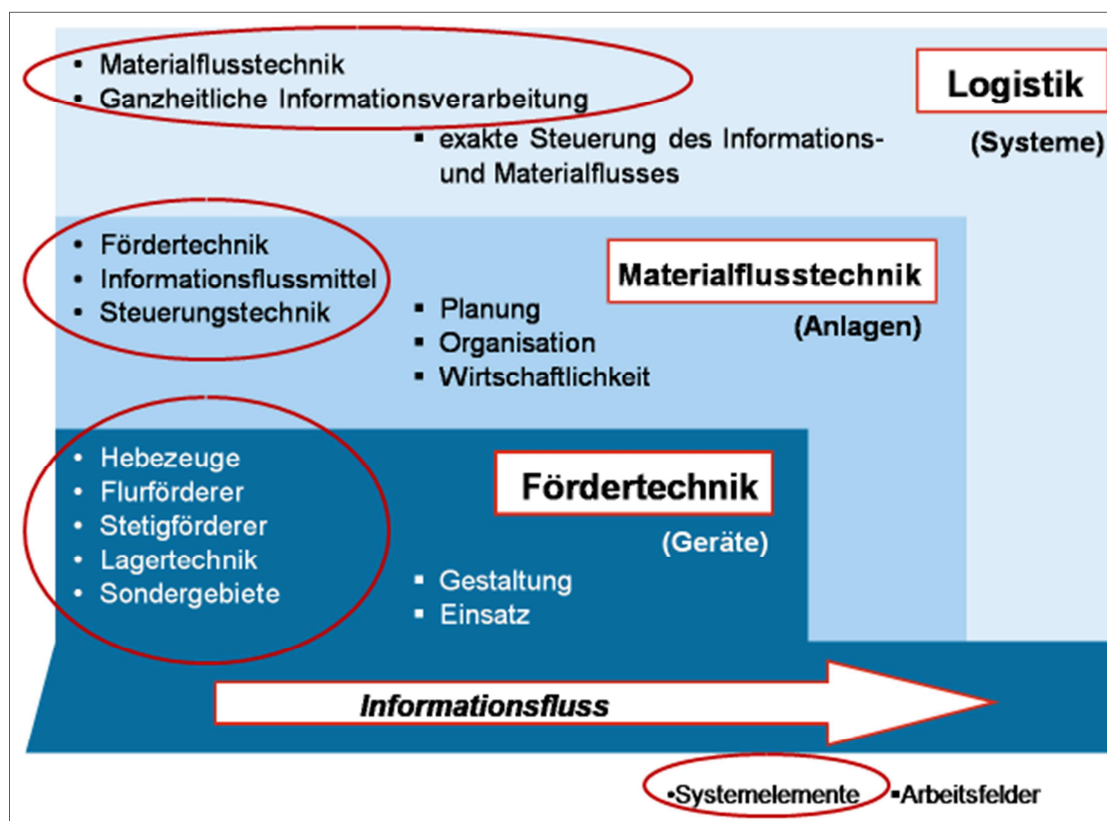 • Materialflusstechnik
• Ganzheitliche Informationsverarbeitung
▪ exakte Steuerung des Informations-
und Materialflusses
Logistik
(Systeme)
• Fördertechnik
• Informationsflussmittel
• Steuerungstechnik
▪ Planung
▪ Organisation
▪ Wirtschaftlichkeit
Materialflusstechnik
(Anlagen)
• Hebezeuge
• Flurförderer
• Stetigförderer
• Lagertechnik
• Sondergebiete
▪ Gestaltung
▪ Einsatz
Fördertechnik
(Geräte)
Informationsfluss
•Systemelemente ▪Arbeitsfelder